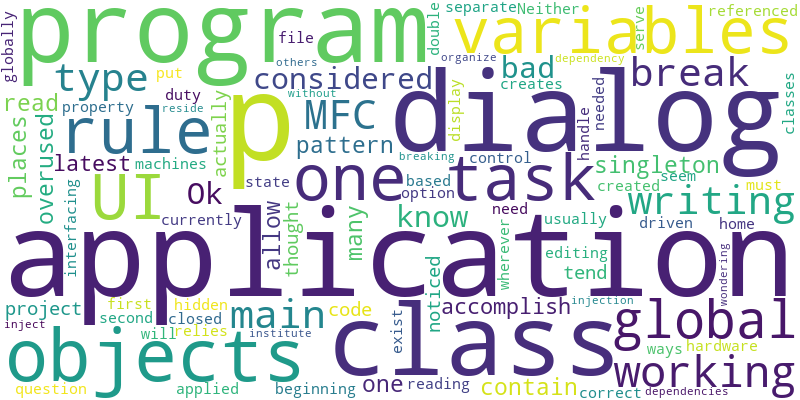 program
variables
double
separate
Neither
serve
referenced
globally
file
organize
others
dependency
put
type
considered
bad
creates
break
classes
read
property
duty
reside
without
display
handle
needed
places
overused
rule
p
actually
MFC
pattern
dialog
breaking
control
singleton
created
seem
latest
machines
Ok
state
one
based
option
task
writing
UI
interfacing
currently
allow
thought
many
know
need
usually
wherever
driven
home
must
wondering
application
editing
tend
injection
project
first
hidden
second
will
closed
relies
main
code
noticed
accomplish
exist
class
global
inject
institute
objects
one
reading
contain
correct
ways
hardware
working
question
applied
beginning
dependencies